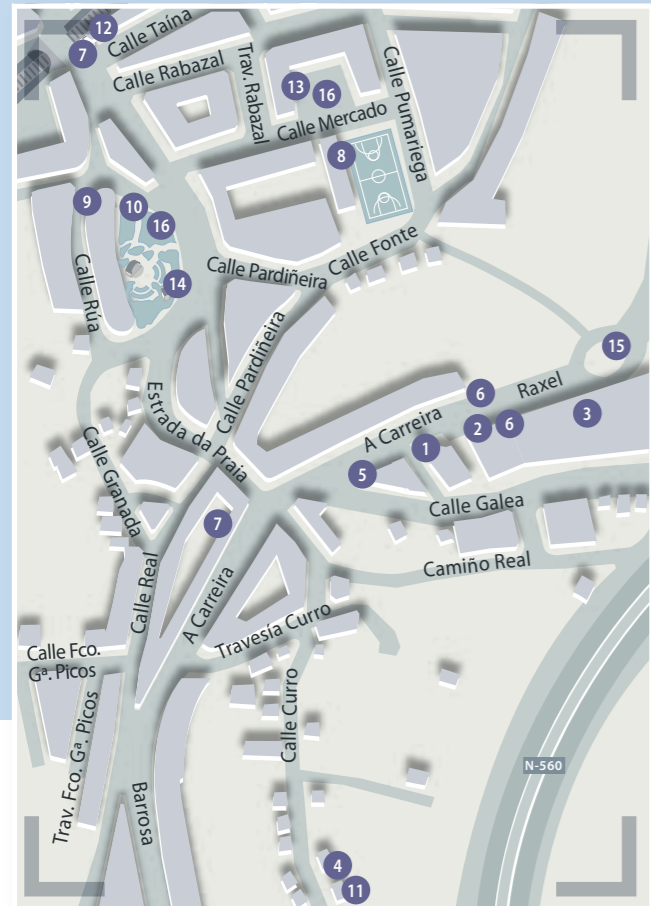 12
Calle Taína
7
Calle Rabazal
Trav. Rabazal
13
16
Calle Pumariega
Calle Mercado
8
9
10
16
Calle Fonte
Calle Pardiñeira
Calle Rúa
14
15
Calle Pardiñeira
Estrada da Praia
6
Raxel
3
A Carreira
2
6
1
5
Calle Granada
Calle Galea
7
Calle Real
A Carreira
Camiño Real
Travesía Curro
Calle Fco.
Gª. Picos
Trav. Fco. Gª. Picos
Calle Curro
N-560
Barrosa
4
11